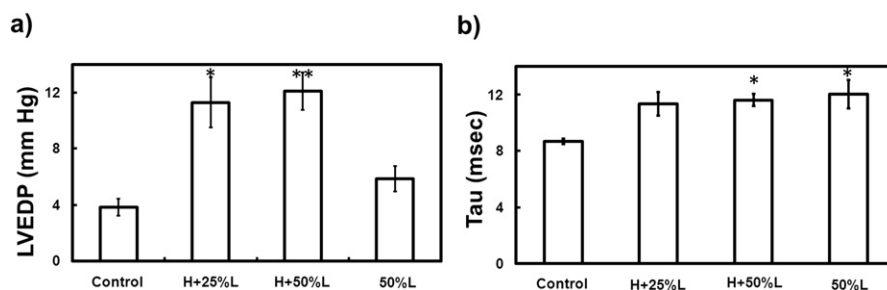 a)
LVEDP (mm Hg)
12
8
4
0
*
**
Control
H+25%L
H+50%L
50%L
b)
Tau (msec)
12
8
4
0
*
*
Control
H+25%L
H+50%L
50%L